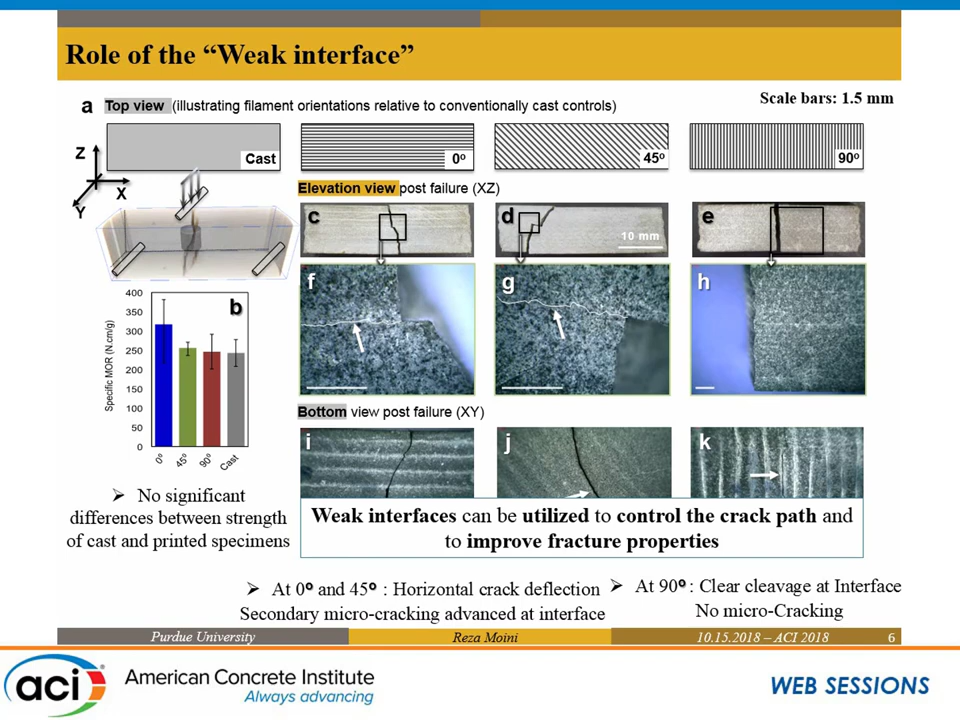 Role of the “Weak interface”
a Top view (illustrating filament orientations relative to conventionally cast controls)
Scale bars: 1.5 mm
Cast
0º
45º
90º
Z
X
Y
Elevation view post failure (XZ)
c
d
10 mm
e
f
g
h
b
Specific MOR (N.cm/g)
400
350
300
250
200
150
100
50
0
0º
45º
90º
Cast
Bottom view post failure (XY)
i
j
k
➢ No significant
differences between strength
of cast and printed specimens
Weak interfaces can be utilized to control the crack path and
to improve fracture properties
➢ At 0º and 45º : Horizontal crack deflection
Secondary micro-cracking advanced at interface
➢ At 90º : Clear cleavage at Interface
No micro-Cracking
Purdue University
Reza Moini
10.15.2018 – ACI 2018
6
aci
American Concrete Institute
Always advancing
WEB SESSIONS